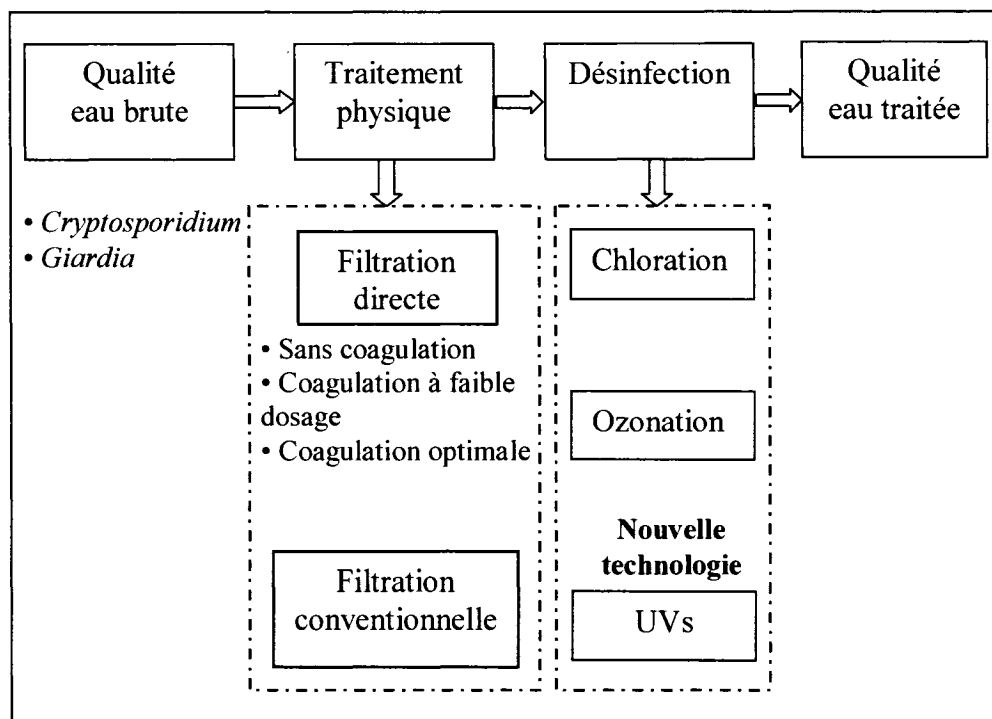 Qualité
eau brute
Traitement
physique
Désinfection
Qualité
eau traitée
• Cryptosporidium
• Giardia
Filtration
directe
• Sans coagulation
• Coagulation à faible
dosage
• Coagulation optimale
Filtration
conventionnelle
Chloration
Ozonation
Nouvelle
technologie
UVs